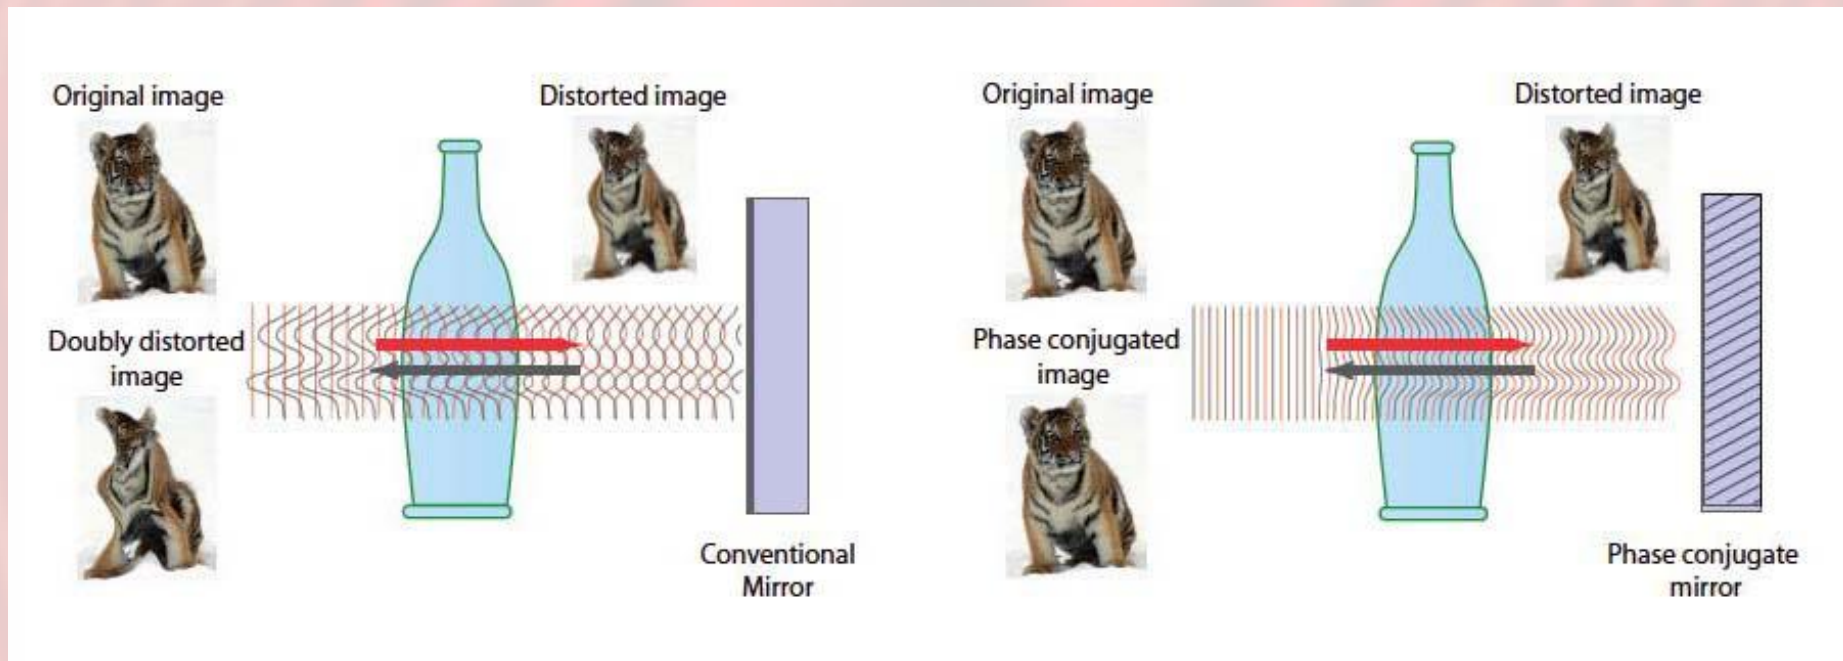 Original image
Distorted image
Doubly distorted
image
Conventional
Mirror
Original image
Distorted image
Phase conjugated
image
Phase conjugate
mirror